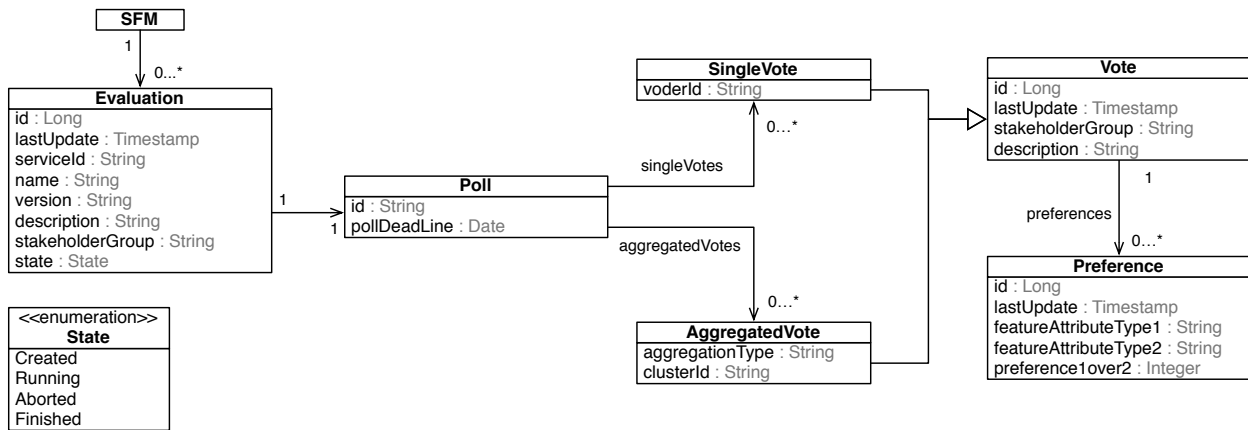 SFM
1
0...*
Evaluation
id : Long
lastUpdate : Timestamp
serviceId : String
name : String
version : String
description : String
stakeholderGroup : String
state : State
<<enumeration>>
State
Created
Running
Aborted
Finished
1
1
Poll
id : String
pollDeadLine : Date
singleVotes
0...*
aggregatedVotes
0...*
SingleVote
voderId : String
AggregatedVote
aggregationType : String
clusterId : String
Vote
id : Long
lastUpdate : Timestamp
stakeholderGroup : String
description : String
1
preferences
0...*
Preference
id : Long
lastUpdate : Timestamp
featureAttributeType1 : String
featureAttributeType2 : String
preference1over2 : Integer